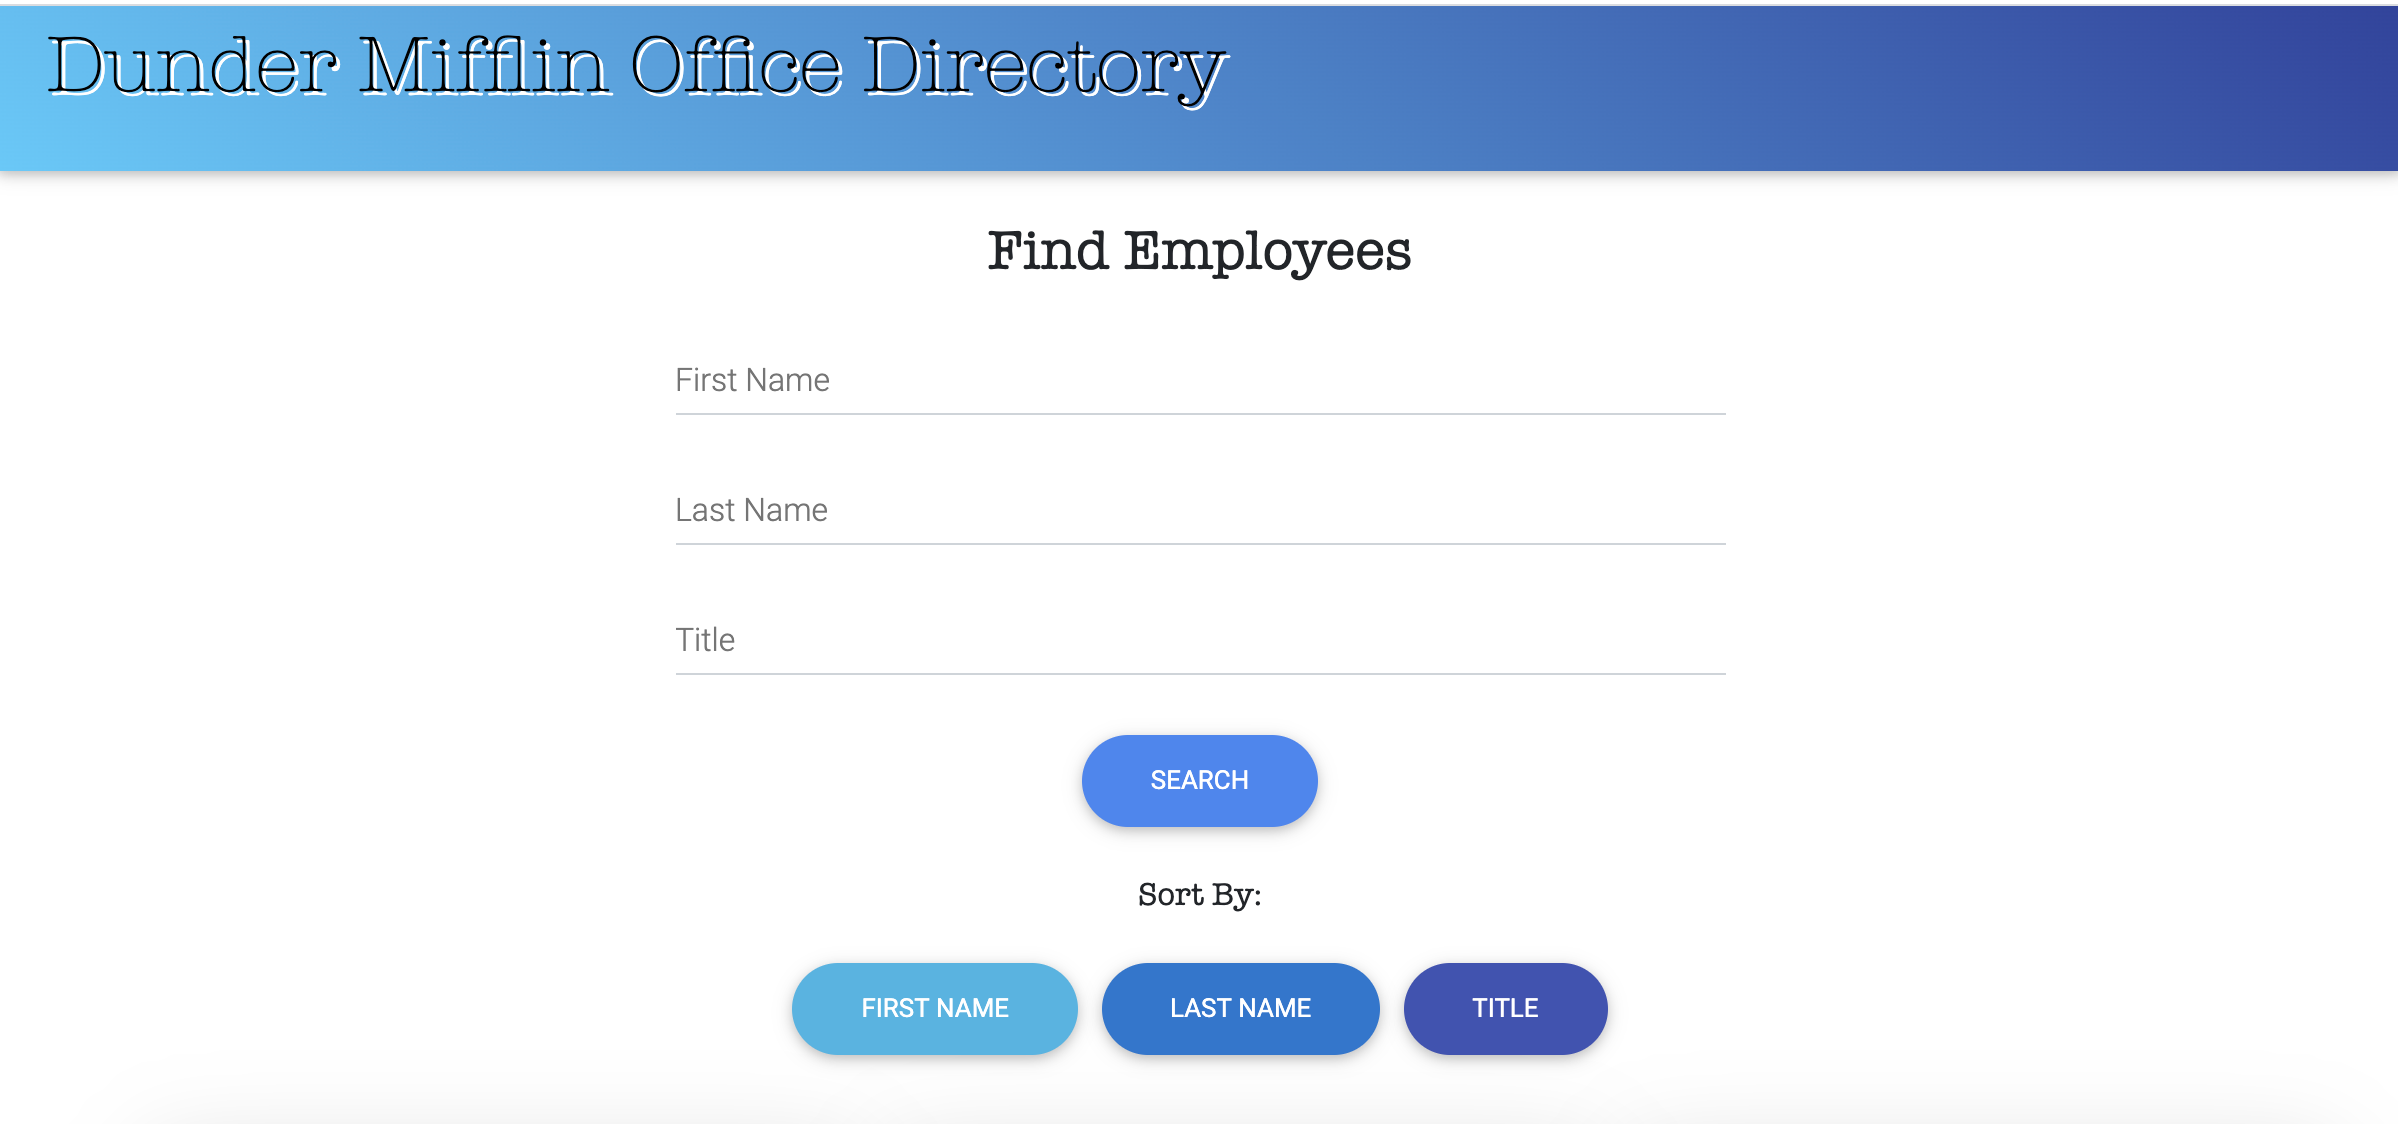 Dunder Mifflin Office Directory
Find Employees
First Name
Last Name
Title
SEARCH
Sort By:
FIRST NAME LAST NAME TITLE